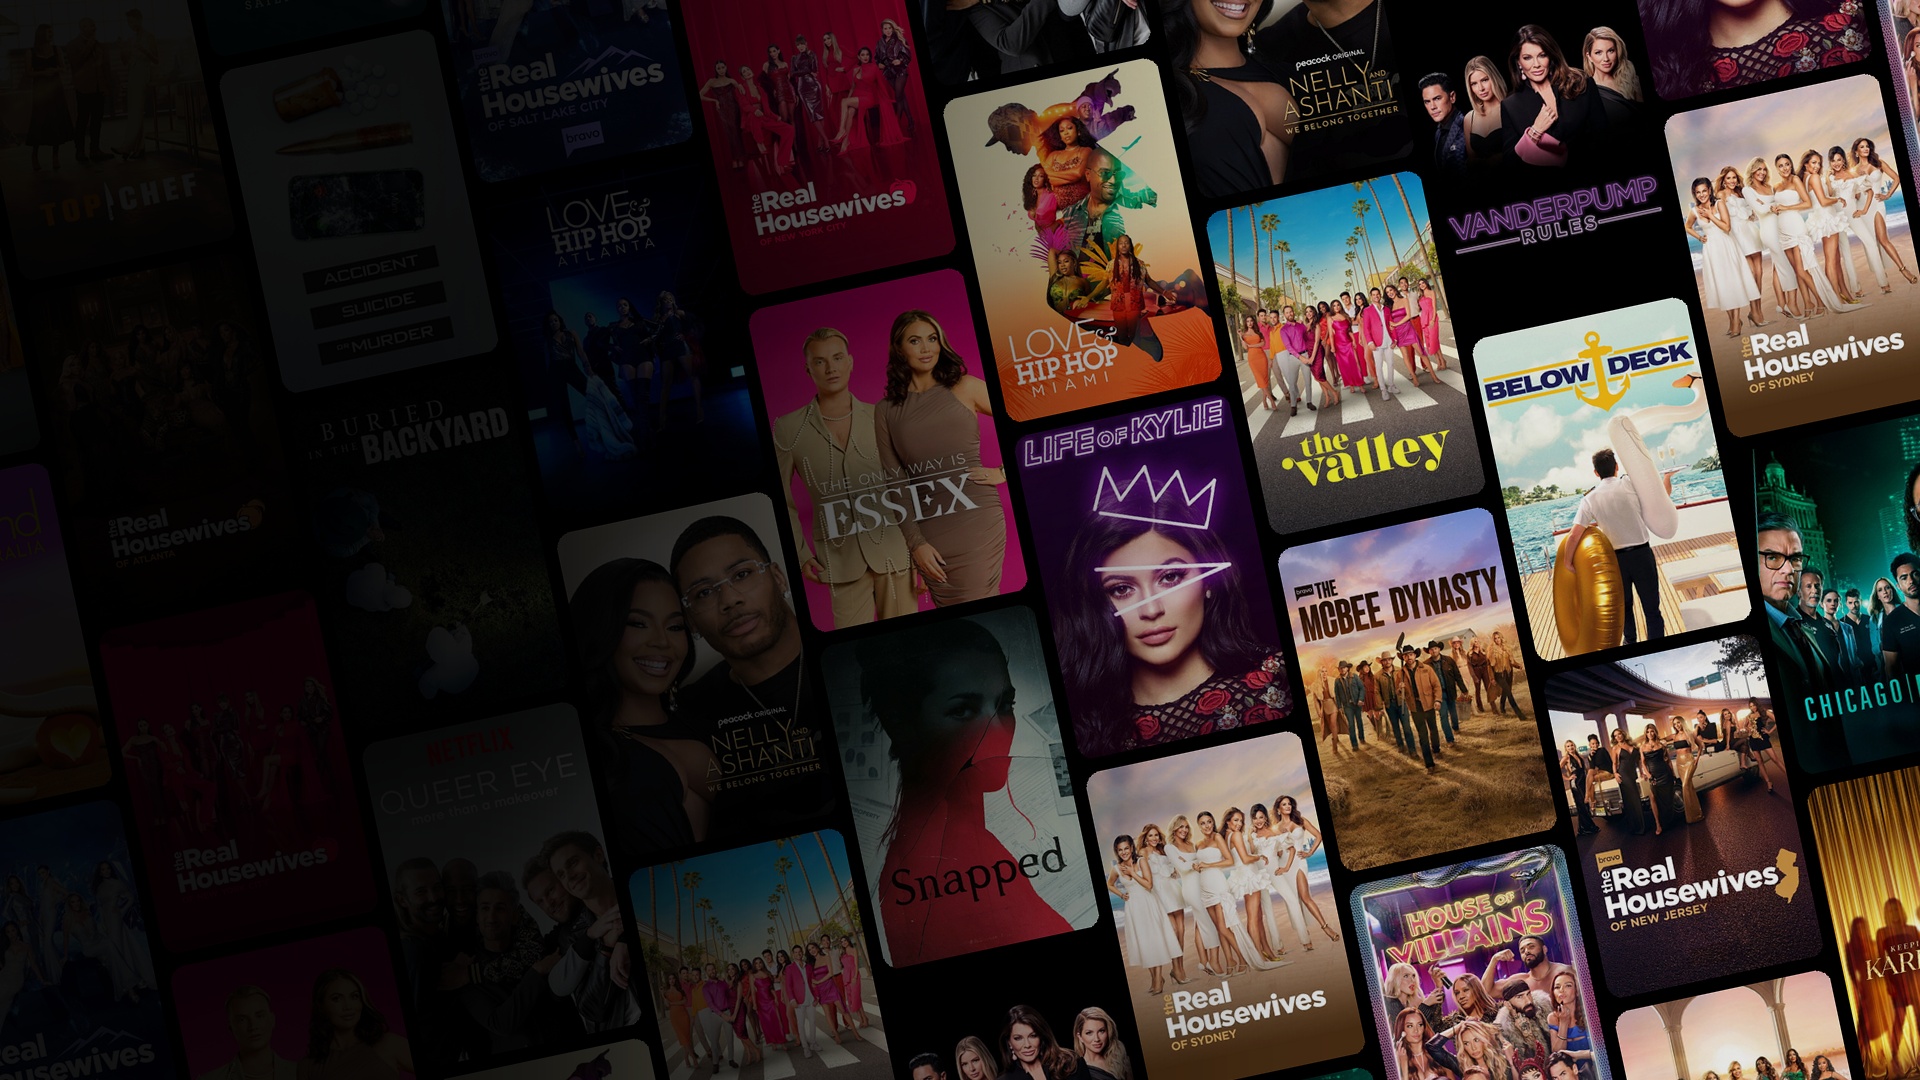 TOP CHEF
ACCIDENT
SUICIDE
OR MURDER
the Real
Housewives
OF SALT LAKE CITY
bravo
LOVE &
HIP HOP
ATLANTA
the Real
Housewives
OF NEW YORK CITY
the Real
Housewives
OF ATLANTA
BURIED
IN THE BACKYARD
the Real
Housewives
NETFLIX
QUEER EYE
more than a makeover
eal
Housewives
THE ONLY WAY IS
ESSEX
peacock ORIGINAL
NELLY AND
ASHANTI
WE BELONG TOGETHER
LOVE &
HIP HOP
MIAMI
LIFE OF KYLIE
Snapped
peacock ORIGINAL
NELLY AND
ASHANTI
WE BELONG TOGETHER
the
valley
bravo
THE
MCBEE DYNASTY
the Real
Housewives
OF SYDNEY
VANDERPUMP
RULES
BELOW DECK
bravo
the Real
Housewives
OF NEW JERSEY
HOUSE OF
VILLAINS
the Real
Housewives
OF SYDNEY
CHICAGO
KEEPI
KAR